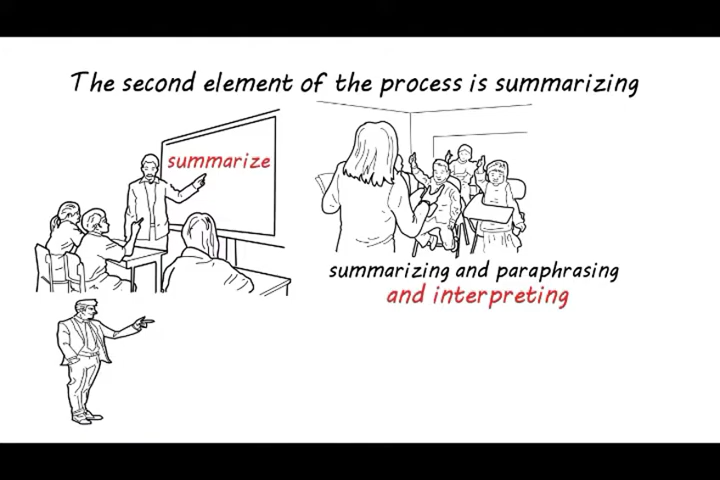 The second element of the process is summarizing
summarize
summarizing and paraphrasing
and interpreting